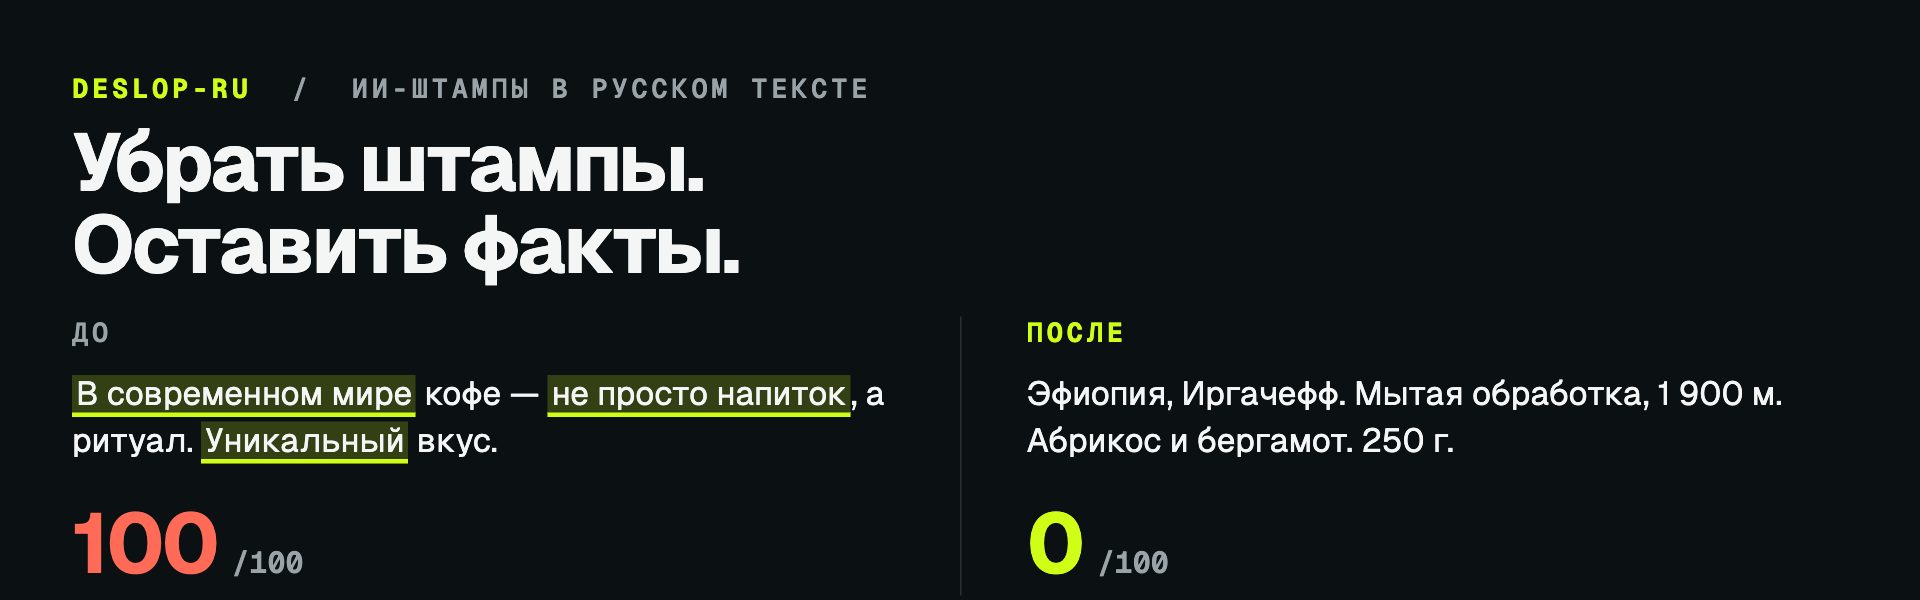 DESLOP-RU / ИИ-ШТАМПЫ В РУССКОМ ТЕКСТЕ
Убрать штампы.
Оставить факты.
ДО
В современном мире кофе — не просто напиток, а
ритуал. Уникальный вкус.
100 /100
ПОСЛЕ
Эфиопия, Иргачефф. Мытая обработка, 1 900 м.
Абрикос и бергамот. 250 г.
0 /100